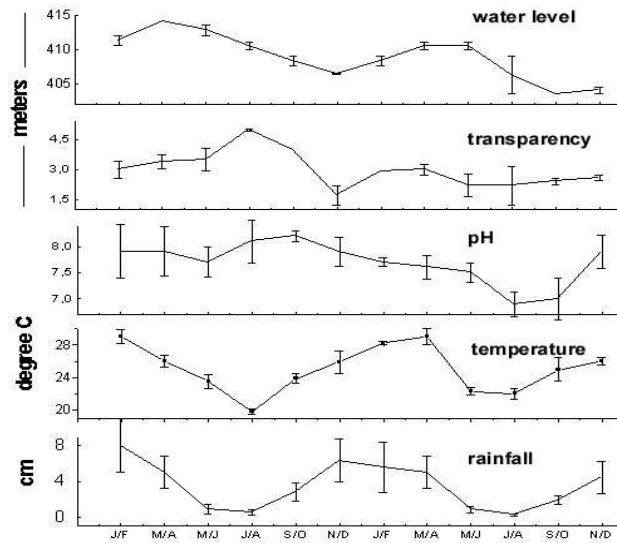 water level
415
410
405
meters
transparency
4.5
3.0
1.5
pH
8.0
7.5
7.0
degree C
temperature
28
24
20
cm
rainfall
8
4
0
J/F M/A M/J J/A S/O N/D J/F M/A M/J J/A S/O N/D